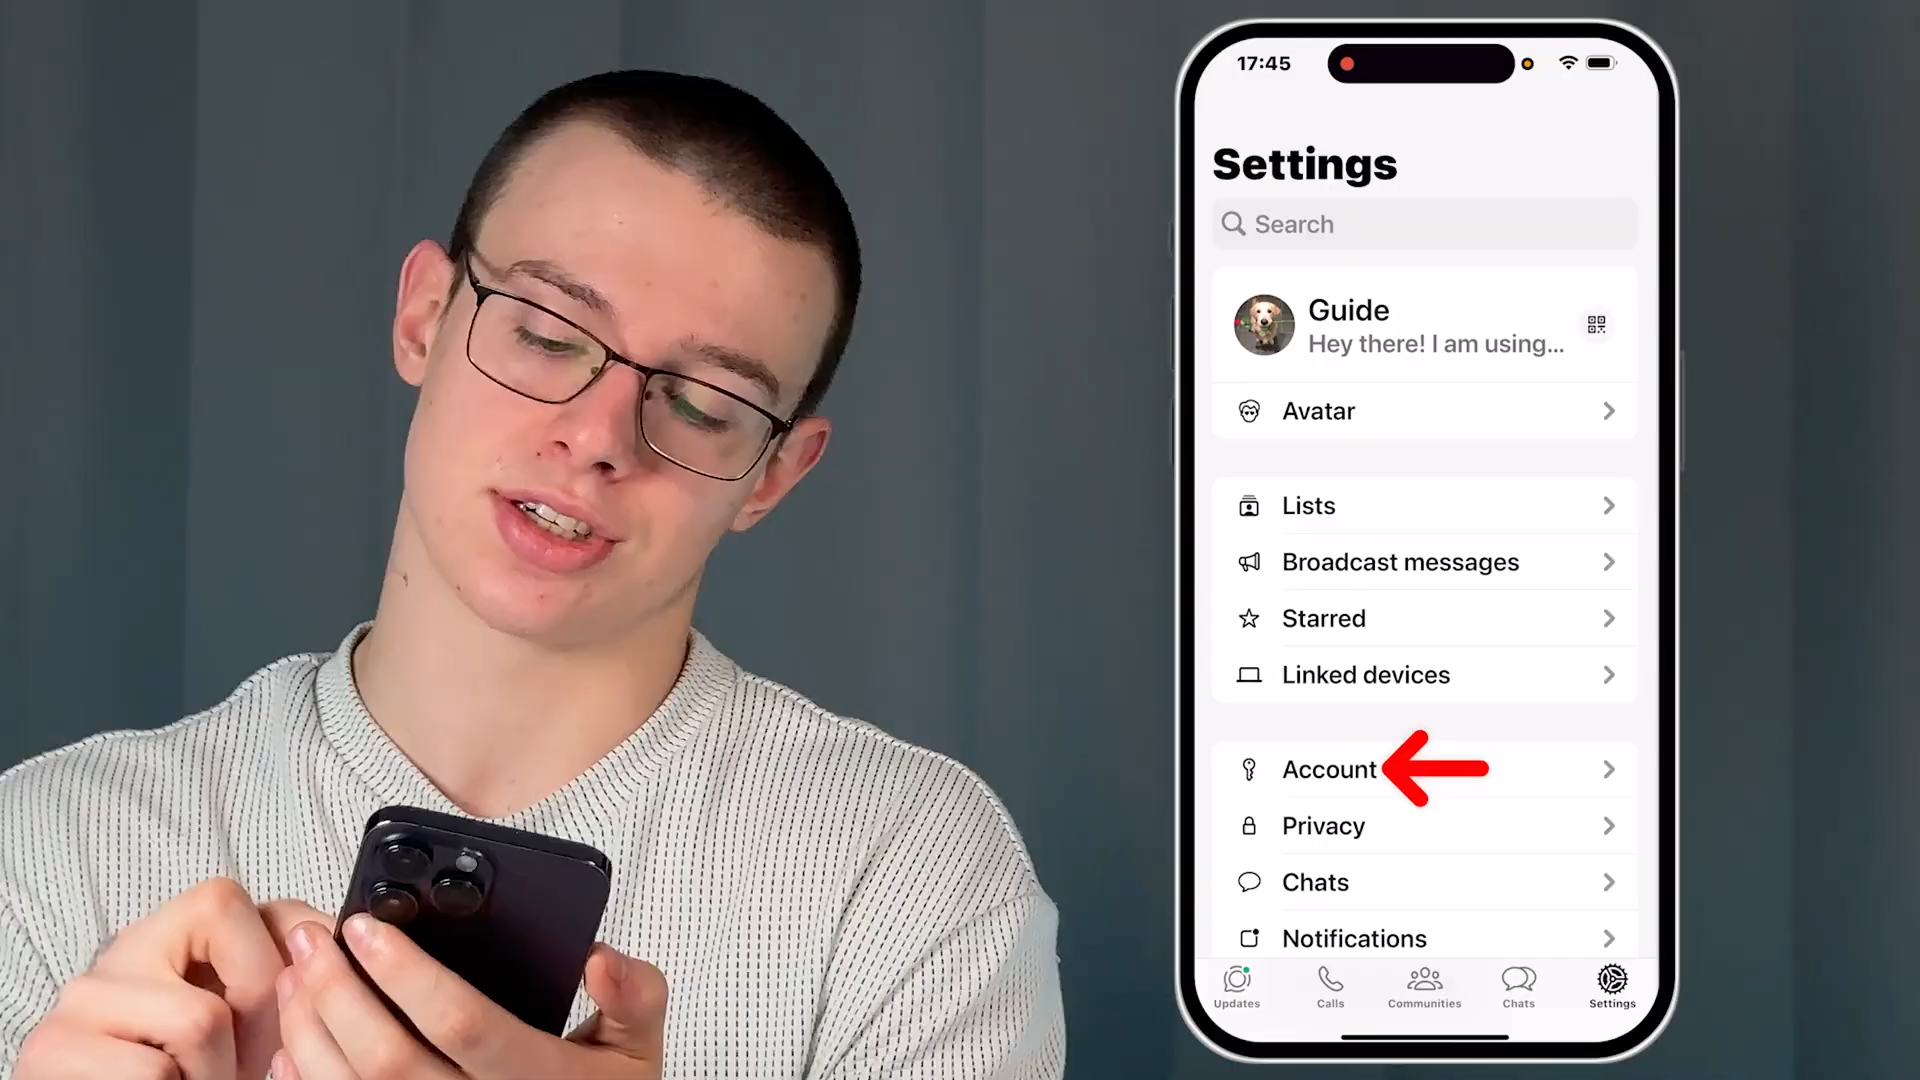 17:45
Settings
Search
Guide
Hey there! I am using...
Avatar
Lists
Broadcast messages
Starred
Linked devices
Account
Privacy
Chats
Notifications
Updates
Calls
Communities
Chats
Settings